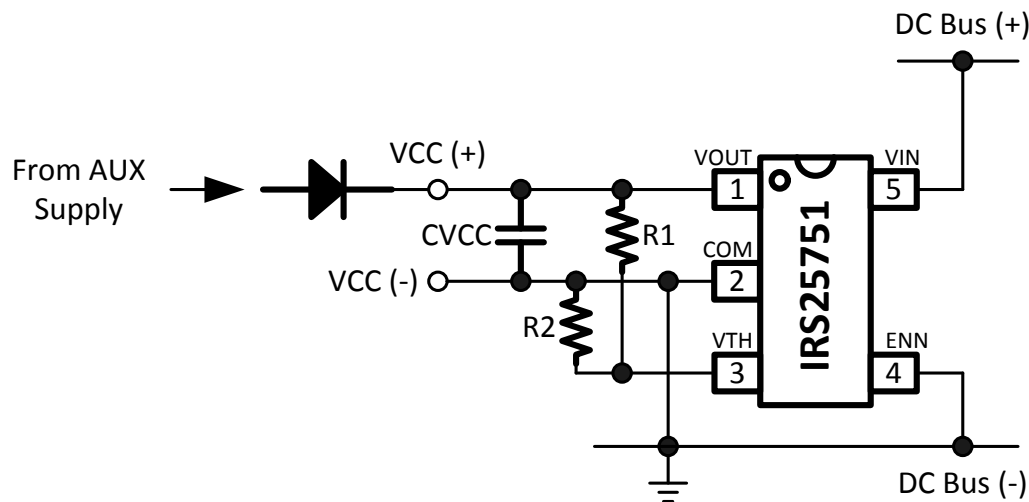 DC Bus (+)
From AUX
Supply
VCC (+)
VOUT
VIN
1
5
CVCC
R1
COM
2
VCC (-)
R2
VTH
ENN
3
4
IRS25751
DC Bus (-)